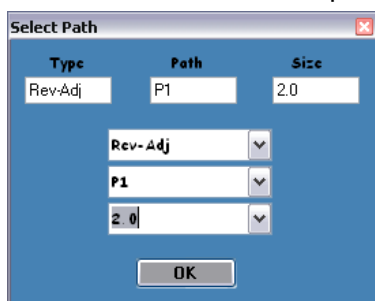 Select Path
Type Path Size
Rev-Adj P1 2.0
Rev-Adj
P1
2.0
OK